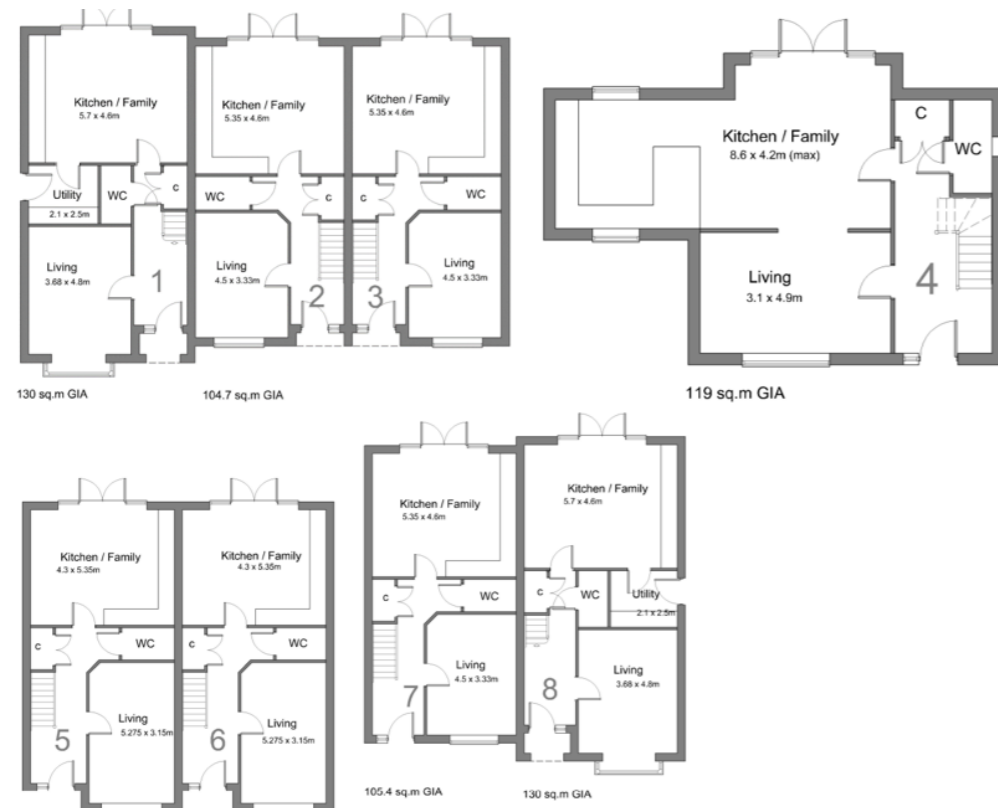 Kitchen / Family
5.7 x 4.6m
Kitchen / Family
5.35 x 4.6m
Kitchen / Family
5.35 x 4.6m
Utility
2.1 x 2.5m
WC
c
WC
c
c
WC
Living
3.68 x 4.8m
1
Living
4.5 x 3.33m
2
3
Living
4.5 x 3.33m
130 sq.m GIA
104.7 sq.m GIA
Kitchen / Family
8.6 x 4.2m (max)
C
WC
Living
3.1 x 4.9m
4
119 sq.m GIA
Kitchen / Family
4.3 x 5.35m
Kitchen / Family
4.3 x 5.35m
c
WC
c
WC
5
Living
5.275 x 3.15m
6
Living
5.275 x 3.15m
Kitchen / Family
5.35 x 4.6m
Kitchen / Family
5.7 x 4.6m
c
WC
c
WC
Utility
2.1 x 2.5m
7
Living
4.5 x 3.33m
8
Living
3.68 x 4.8m
105.4 sq.m GIA
130 sq.m GIA